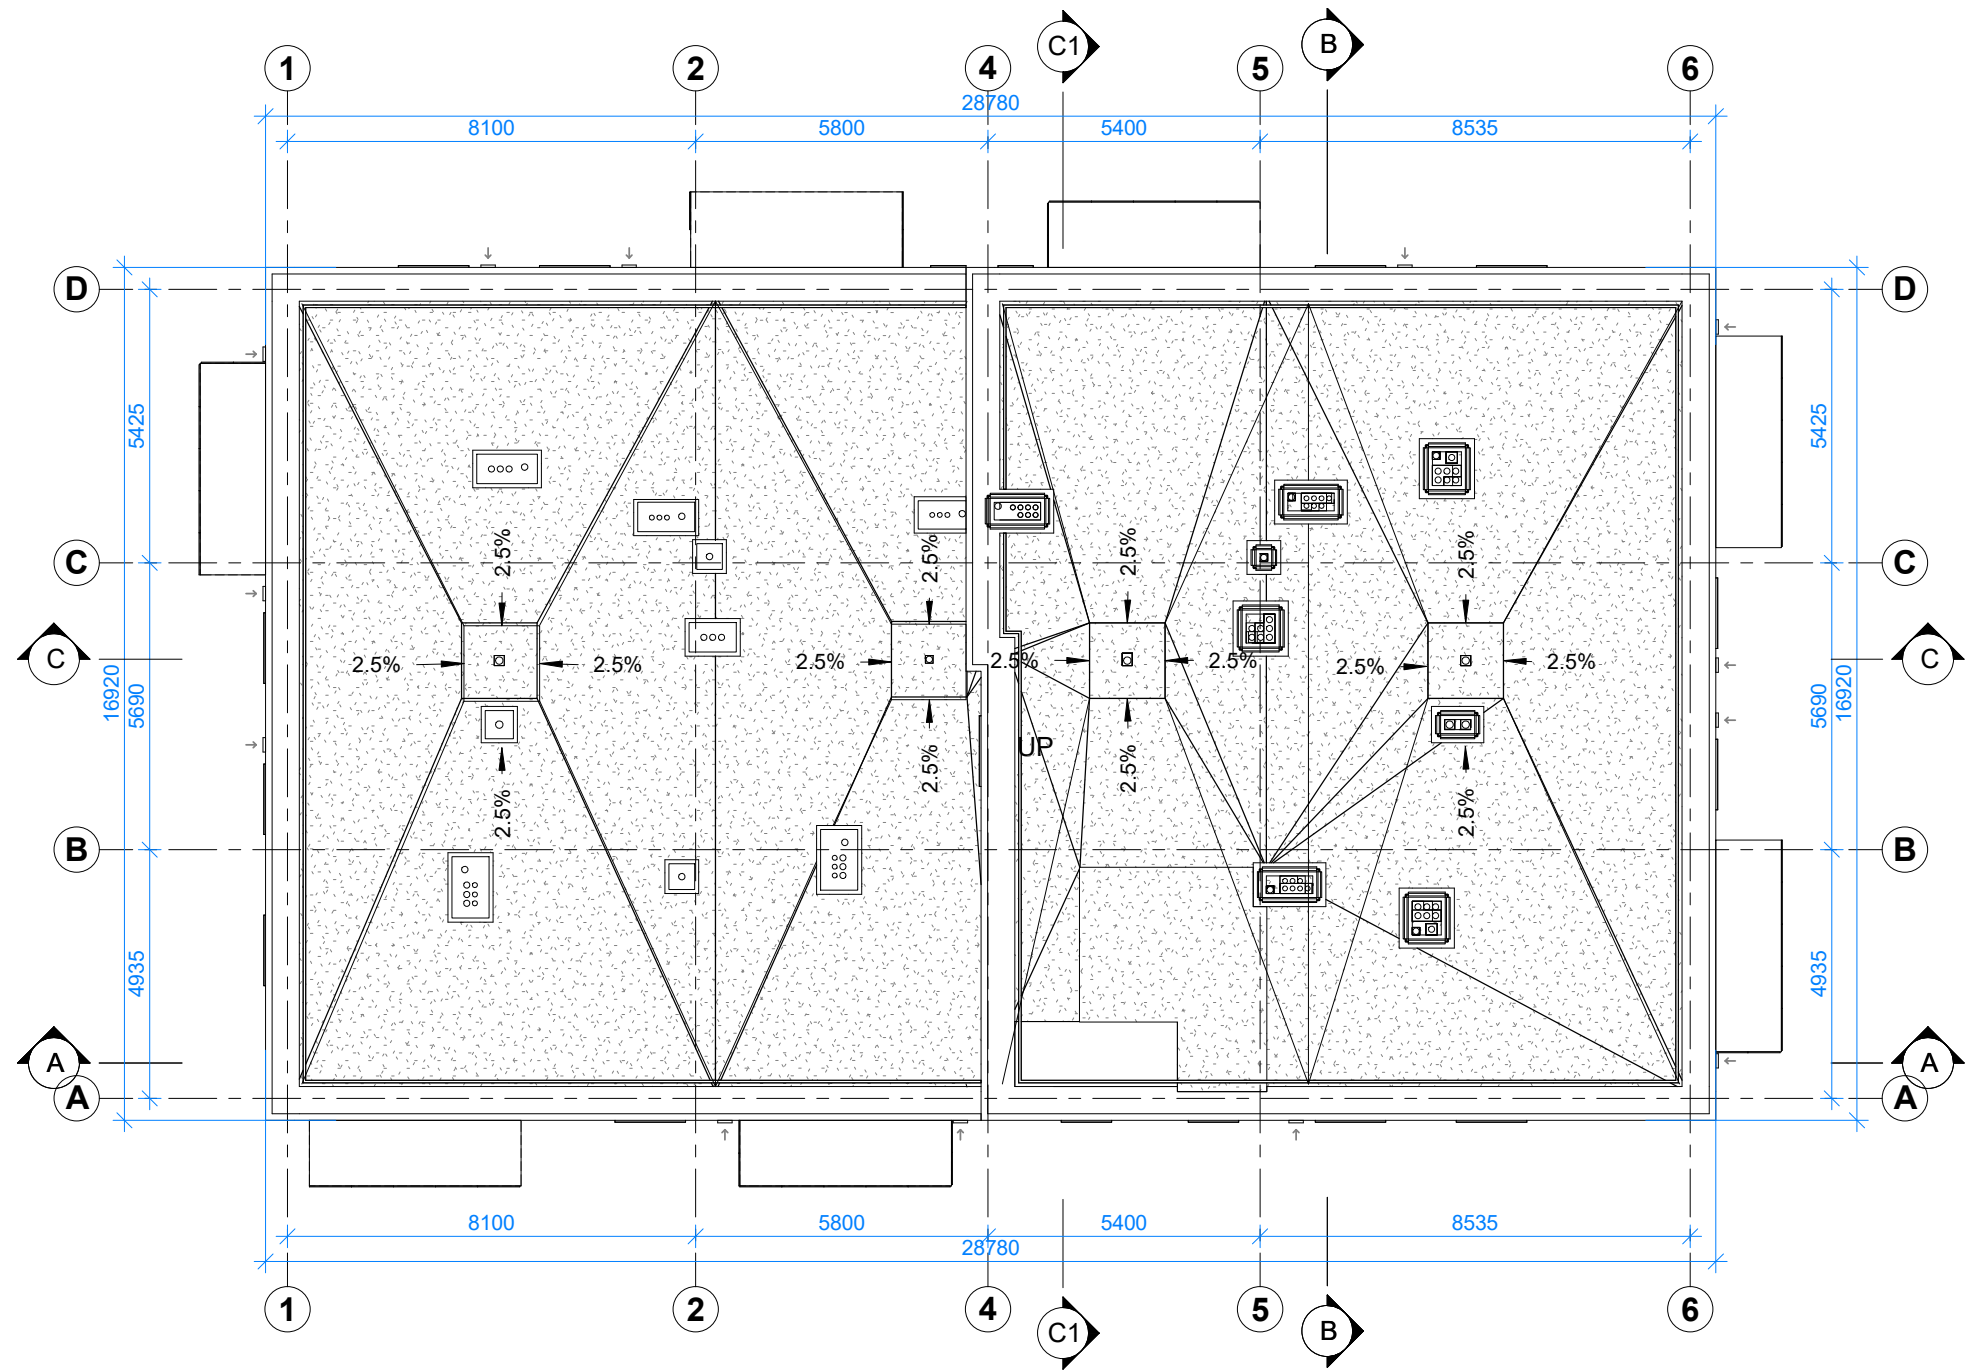 C1 B
1 2 4 5 6
28780
8100 5800 5400 8535
D D
5425 5425
2.5% 2.5% 2.5% 2.5%
C C
C 2.5% 2.5% 2.5% 2.5% 2.5% 2.5% 2.5% C
16920 5690 5690 16920
UP
2.5% 2.5% 2.5% 2.5%
B B
4935 4935
A A
A A
8100 5800 5400 8535
28780
1 2 4 5 6
C1 B